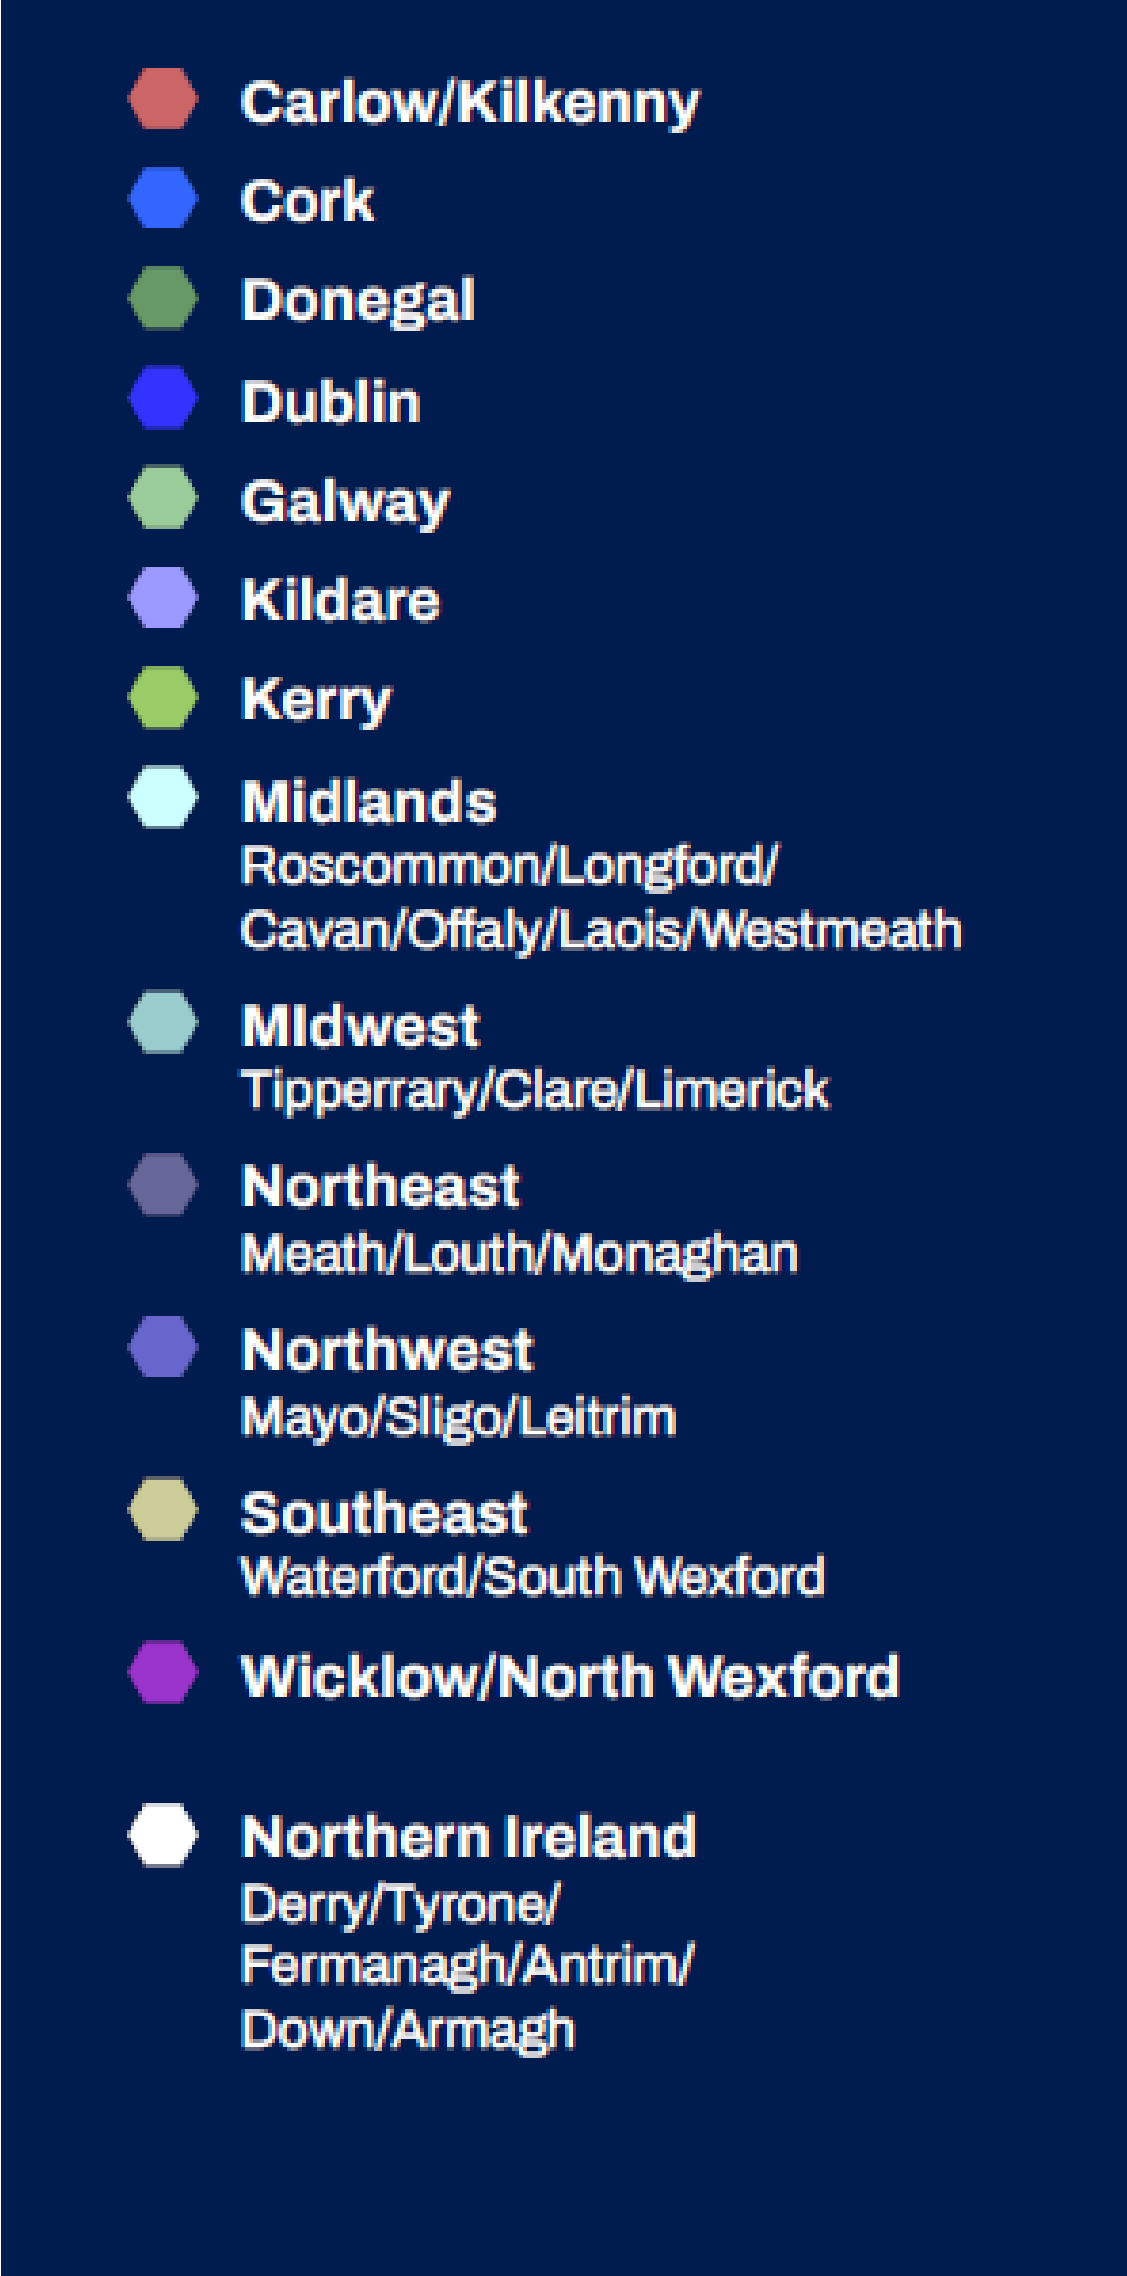 Carlow/Kilkenny
Cork
Donegal
Dublin
Galway
Kildare
Kerry
Midlands
Roscommon/Longford/
Cavan/Offaly/Laois/Westmeath
MIdwest
Tipperrary/Clare/Limerick
Northeast
Meath/Louth/Monaghan
Northwest
Mayo/Sligo/Leitrim
Southeast
Waterford/South Wexford
Wicklow/North Wexford
Northern Ireland
Derry/Tyrone/
Fermanagh/Antrim/
Down/Armagh